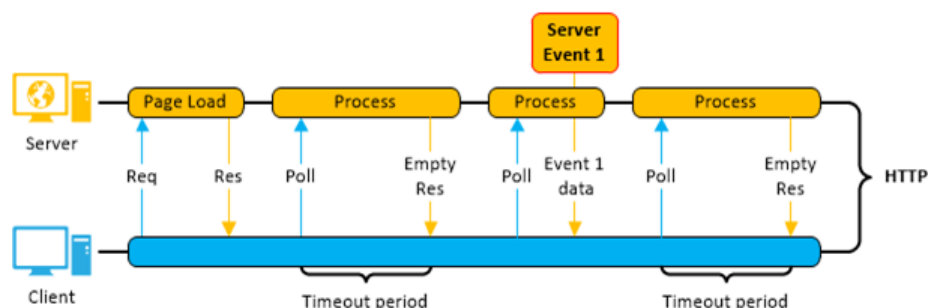 Server
Event 1
Page Load
Process
Process
Process
Server
Req
Res
Poll
Empty
Res
Poll
Event 1
data
Poll
Empty
Res
HTTP
Client
Timeout period
Timeout period